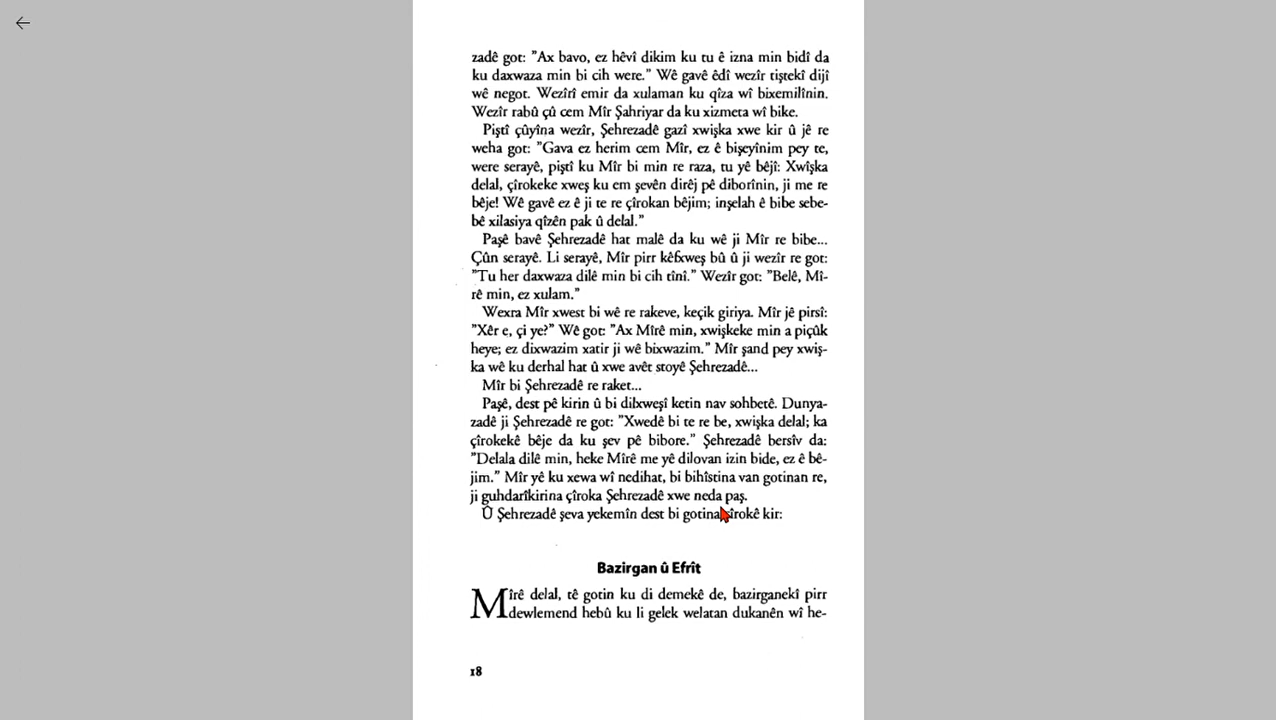 zadê got: "Ax bavo, ez hêvî dikim ku tu ê izna min bidî da
ku daxwaza min bi cih were." Wê gavê êdî wezîr tiştekî dijî
wê negot. Wezîrî emir da xulaman ku qîza wî bixemilînin.
Wezîr rabû çû cem Mîr Şahriyar da ku xizmeta wî bike.
Piştî çûyîna wezîr, Şehrezadê gazî xwişka xwe kir û jê re
weha got: "Gava ez herim cem Mîr, ez ê bişeyînim pey te,
were serayê, piştî ku Mîr bi min re raza, tu yê bêjî: Xwîşka
delal, çîrokeke xweş ku em şevên dirêj pê diborînin, ji me re
bêje! Wê gavê ez ê ji te re çîrokan bêjim; inşelah ê bibe sebe-
bê xilasiya qîzên pak û delal."
Paşê bavê Şehrezadê hat malê da ku wê ji Mîr re bibe...
Çûn serayê. Li serayê, Mîr pirr kêfxweş bû û ji wezîr re got:
"Tu her daxwaza dilê min bi cih tînî." Wezîr got: "Belê, Mî-
rê min, ez xulam."
Wexra Mîr xwest bi wê re rakeve, keçik giriya. Mîr jê pirsî:
"Xêr e, çi ye?" Wê got: "Ax Mîrê min, xwişkeke min a piçûk
heye; ez dixwazim xatir ji wê bixwazim." Mîr şand pey xwiş-
ka wê ku derhal hat û xwe avêt stoyê Şehrezadê...
Mîr bi Şehrezadê re raket...
Paşê, dest pê kirin û bi dilxweşî ketin nav sohbetê. Dunya-
zadê ji Şehrezadê re got: "Xwedê bi te re be, xwişka delal; ka
çîrokekê bêje da ku şev pê bibore." Şehrezadê bersîv da:
"Delala dilê min, heke Mîrê me yê dilovan izin bide, ez ê bê-
jim." Mîr yê ku xewa wî nedihat, bi bihîstina van gotinan re,
ji guhdarîkirina çîroka Şehrezadê xwe neda paş.
Û Şehrezadê şeva yekemîn dest bi gotina îrokê kir:
Bazirgan û Efrît
Mîrê delal, tê gotin ku di demekê de, bazirganekî pirr
dewlemend hebû ku li gelek welatan dukanên wî he-
18